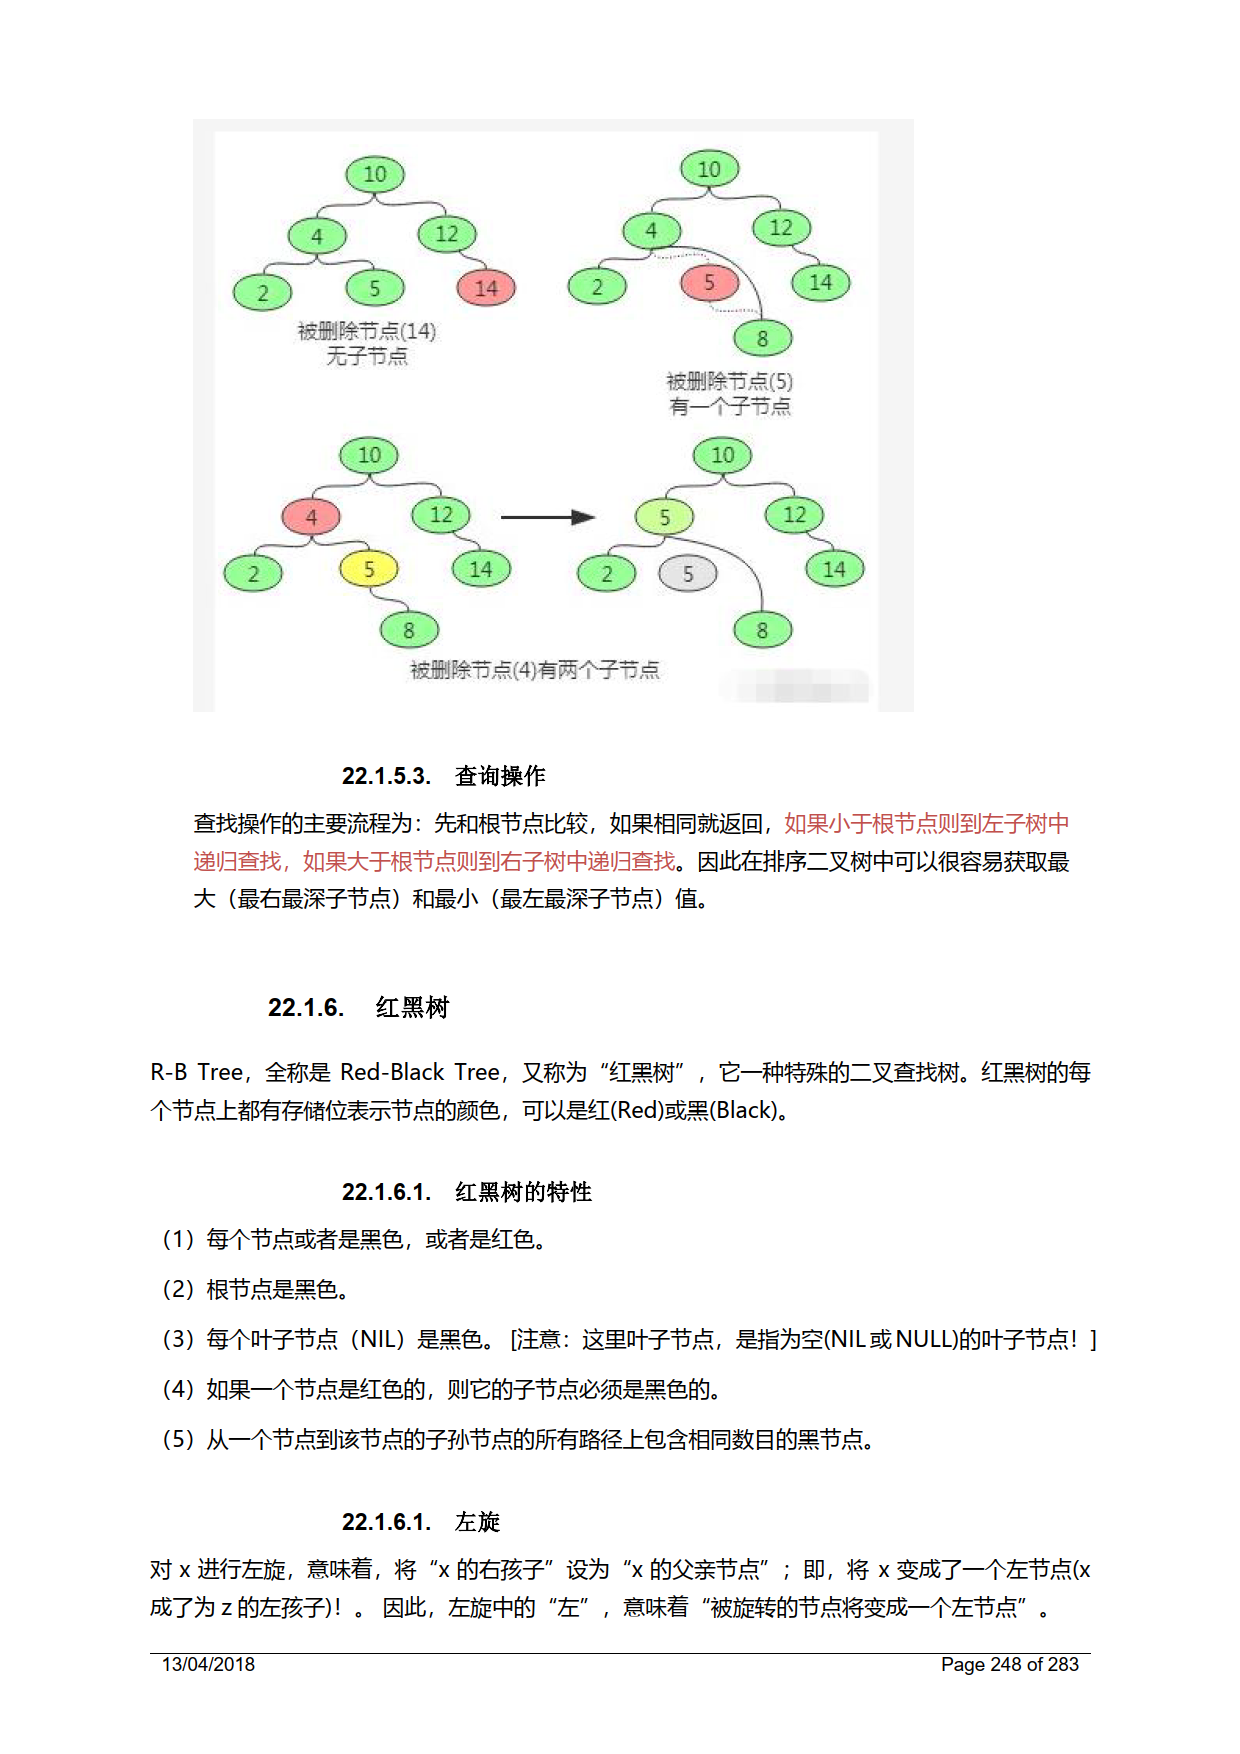 10
4
12
2
5
14
被删除节点(14)
无子节点
10
4
12
2
5
14
8
被删除节点(5)
有一个子节点
10
4
12
2
5
14
8
10
5
12
2
5
14
8
被删除节点(4)有两个子节点
22.1.5.3. 查询操作
查找操作的主要流程为：先和根节点比较，如果相同就返回，如果小于根节点则到左子树中
递归查找，如果大于根节点则到右子树中递归查找。因此在排序二叉树中可以很容易获取最
大（最右最深子节点）和最小（最左最深子节点）值。
22.1.6. 红黑树
R-B Tree，全称是 Red-Black Tree，又称为“红黑树”，它一种特殊的二叉查找树。红黑树的每
个节点上都有存储位表示节点的颜色，可以是红(Red)或黑(Black)。
22.1.6.1. 红黑树的特性
（1）每个节点或者是黑色，或者是红色。
（2）根节点是黑色。
（3）每个叶子节点（NIL）是黑色。 [注意：这里叶子节点，是指为空(NIL或NULL)的叶子节点！]
（4）如果一个节点是红色的，则它的子节点必须是黑色的。
（5）从一个节点到该节点的子孙节点的所有路径上包含相同数目的黑节点。
22.1.6.1. 左旋
对 x 进行左旋，意味着，将“x 的右孩子”设为“x 的父亲节点”；即，将 x 变成了一个左节点(x
成了为 z 的左孩子)！。 因此，左旋中的“左”，意味着“被旋转的节点将变成一个左节点”。
13/04/2018 Page 248 of 283